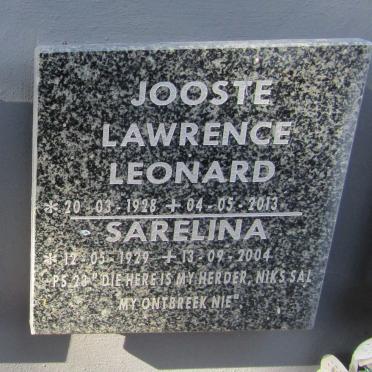 JOOSTE
LAWRENCE
LEONARD
* 20 - 03 - 1928 + 04 - 05 - 2013
SARELINA
* 12 - 05 - 1929 + 13 - 09 - 2004
PS. 23 "DIE HERE IS MY HERDER, NIKS SAL
MY ONTBREEK NIE"